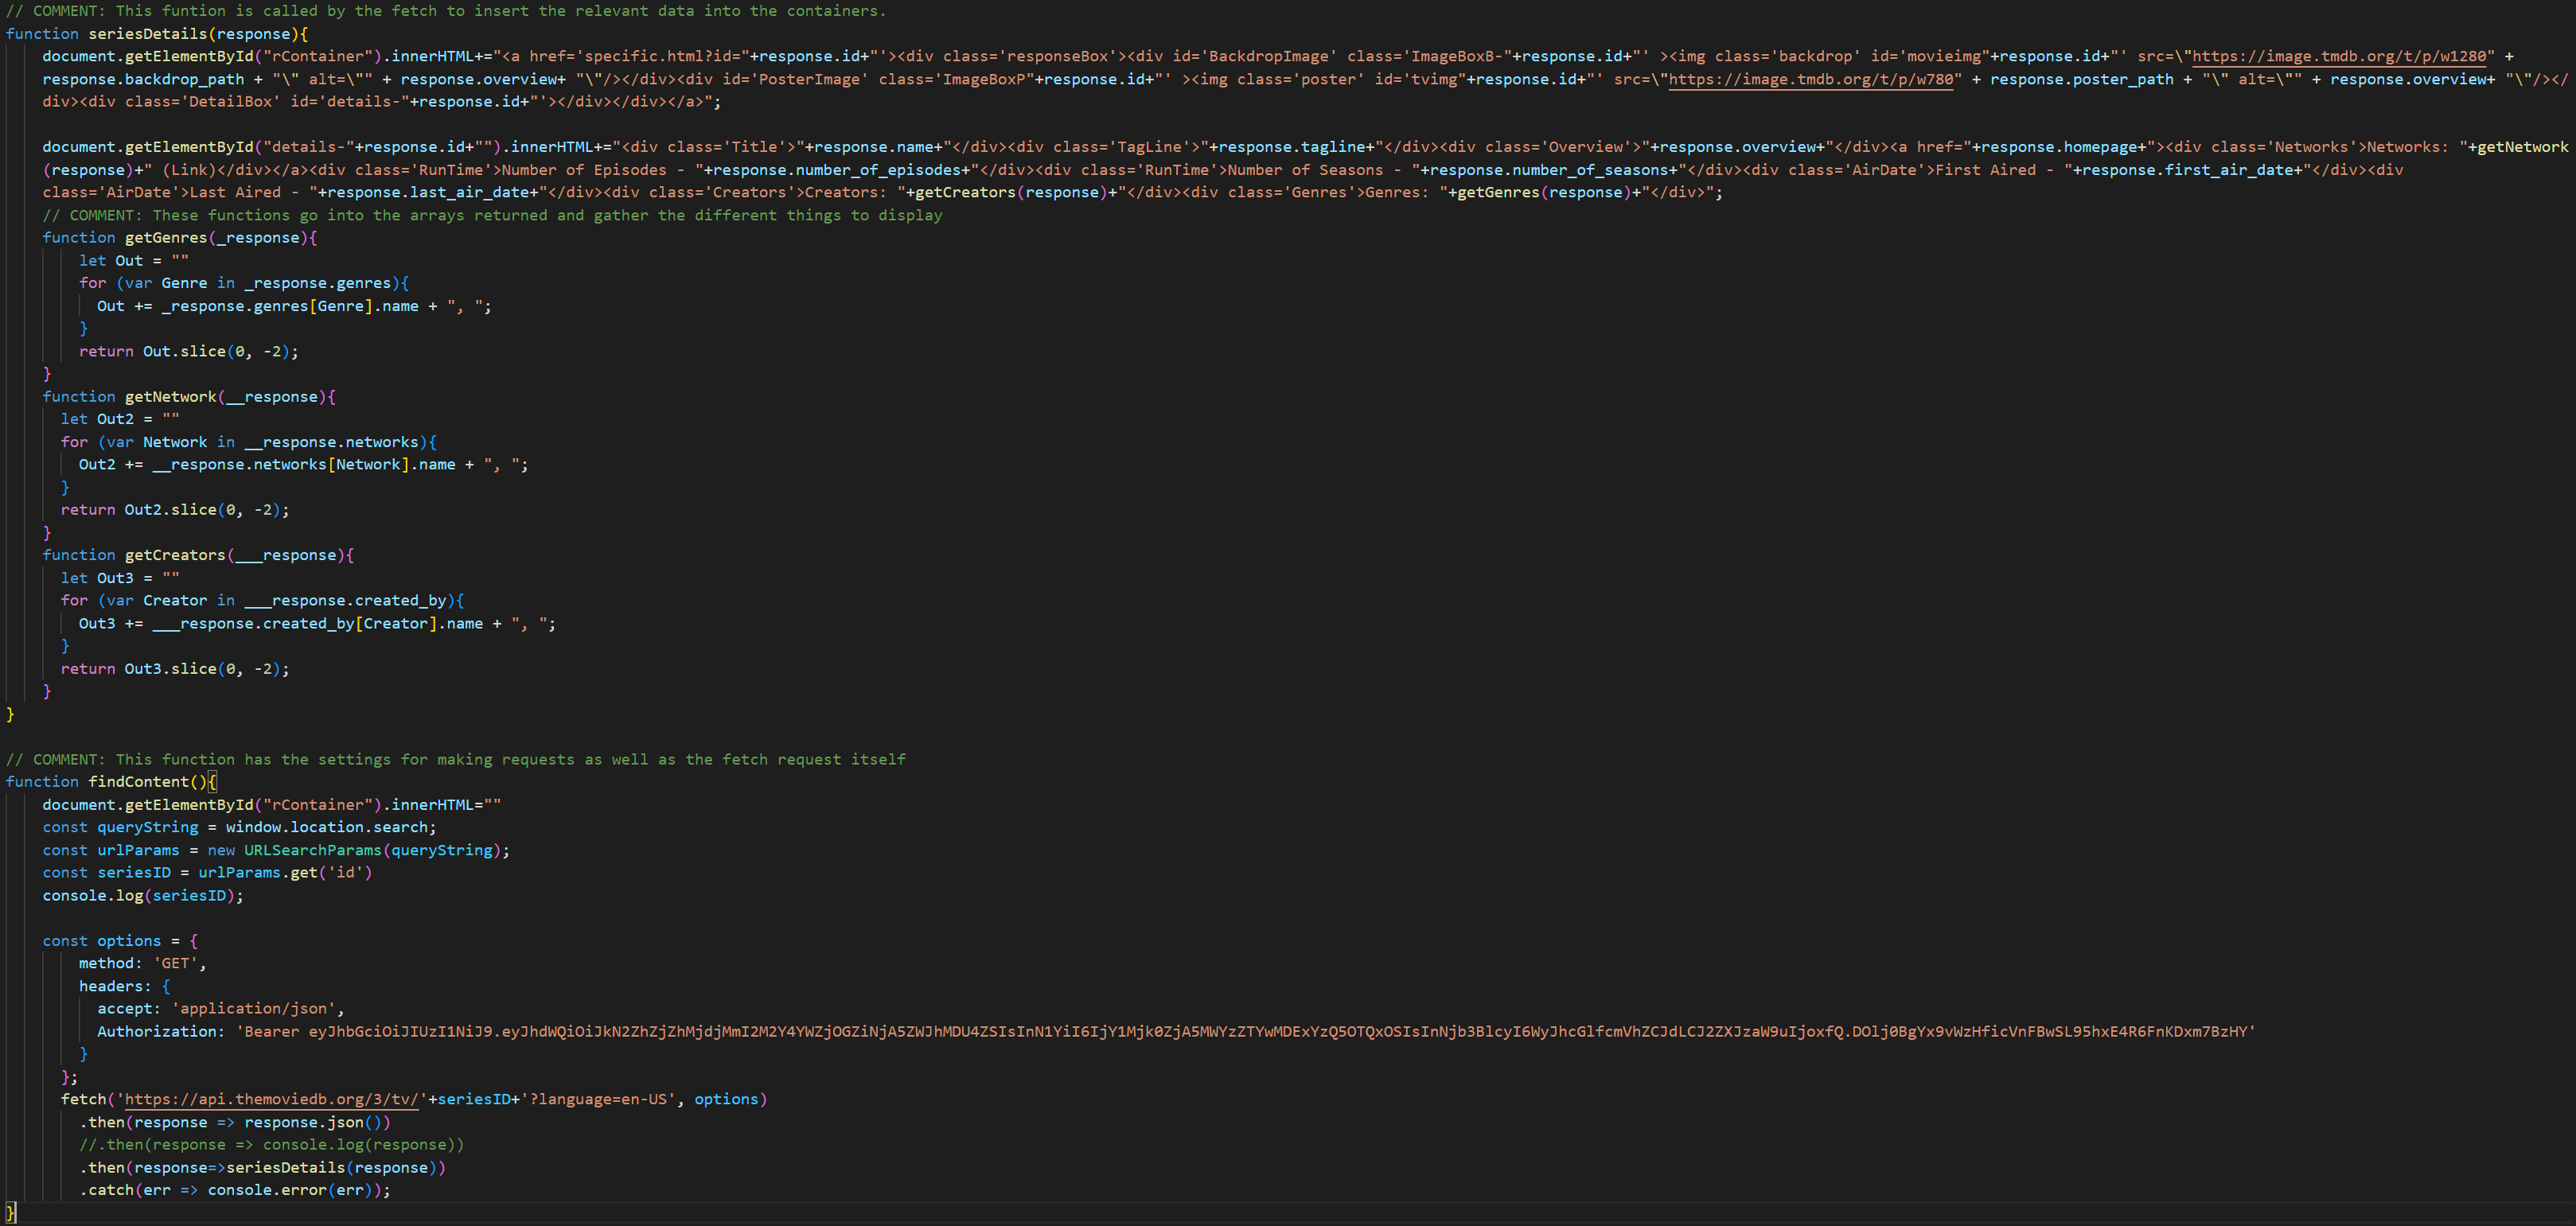 // COMMENT: This funtion is called by the fetch to insert the relevant data into the containers.
function seriesDetails(response){
document.getElementById("rContainer").innerHTML+="<a href='specific.html?id="+response.id+"'><div class='responseBox'><div id='BackdropImage' class='ImageBoxB-"+response.id+"' ><img class='backdrop' id='movieimg"+response.id+"' src=\"https://image.tmdb.org/t/p/w1280" +
response.backdrop_path + "\" alt=\"" + response.overview+ "\"/></div><div id='PosterImage' class='ImageBoxP"+response.id+"' ><img class='poster' id='tvimg"+response.id+"' src=\"https://image.tmdb.org/t/p/w780" + response.poster_path + "\" alt=\"" + response.overview+ "\"/></
div><div class='DetailBox' id='details-"+response.id+"'></div></div></a>";
document.getElementById("details-"+response.id+"").innerHTML+="<div class='Title'>"+response.name+"</div><div class='TagLine'>"+response.tagline+"</div><div class='Overview'>"+response.overview+"</div><a href="+response.homepage+"><div class='Networks'>Networks: "+getNetwork
(response)+" (Link)</div></a><div class='RunTime'>Number of Episodes - "+response.number_of_episodes+"</div><div class='RunTime'>Number of Seasons - "+response.number_of_seasons+"</div><div class='AirDate'>First Aired - "+response.first_air_date+"</div><div
class='AirDate'>Last Aired - "+response.last_air_date+"</div><div class='Creators'>Creators: "+getCreators(response)+"</div><div class='Genres'>Genres: "+getGenres(response)+"</div>";
// COMMENT: These functions go into the arrays returned and gather the different things to display
function getGenres(_response){
let Out = ""
for (var Genre in _response.genres){
Out += _response.genres[Genre].name + ", ";
}
return Out.slice(0, -2);
}
function getNetwork(__response){
let Out2 = ""
for (var Network in __response.networks){
Out2 += __response.networks[Network].name + ", ";
}
return Out2.slice(0, -2);
}
function getCreators(___response){
let Out3 = ""
for (var Creator in ___response.created_by){
Out3 += ___response.created_by[Creator].name + ", ";
}
return Out3.slice(0, -2);
}
}
// COMMENT: This function has the settings for making requests as well as the fetch request itself
function findContent(){
document.getElementById("rContainer").innerHTML=""
const queryString = window.location.search;
const urlParams = new URLSearchParams(queryString);
const seriesID = urlParams.get('id')
console.log(seriesID);
const options = {
method: 'GET',
headers: {
accept: 'application/json',
Authorization: 'Bearer eyJhbGciOiJIUzI1NiJ9.eyJhdWQiOiJkN2ZhZjZhMjdjMmI2M2Y4YWZjOGZiNjA5ZWJhMDU4ZSIsInN1YiI6IjY1Mjk0ZjA5MWYzZTYwMDExYzQ5OTQxOSIsInNjb3BlcyI6WyJhcGlfcmVhZCJdLCJ2ZXJzaW9uIjoxfQ.DOlj0BgYx9vWzHficVnFBwSL95hxE4R6FnKDxm7BzHY'
}
};
fetch('https://api.themoviedb.org/3/tv/'+seriesID+'?language=en-US', options)
.then(response => response.json())
//.then(response => console.log(response))
.then(response=>seriesDetails(response))
.catch(err => console.error(err));
}